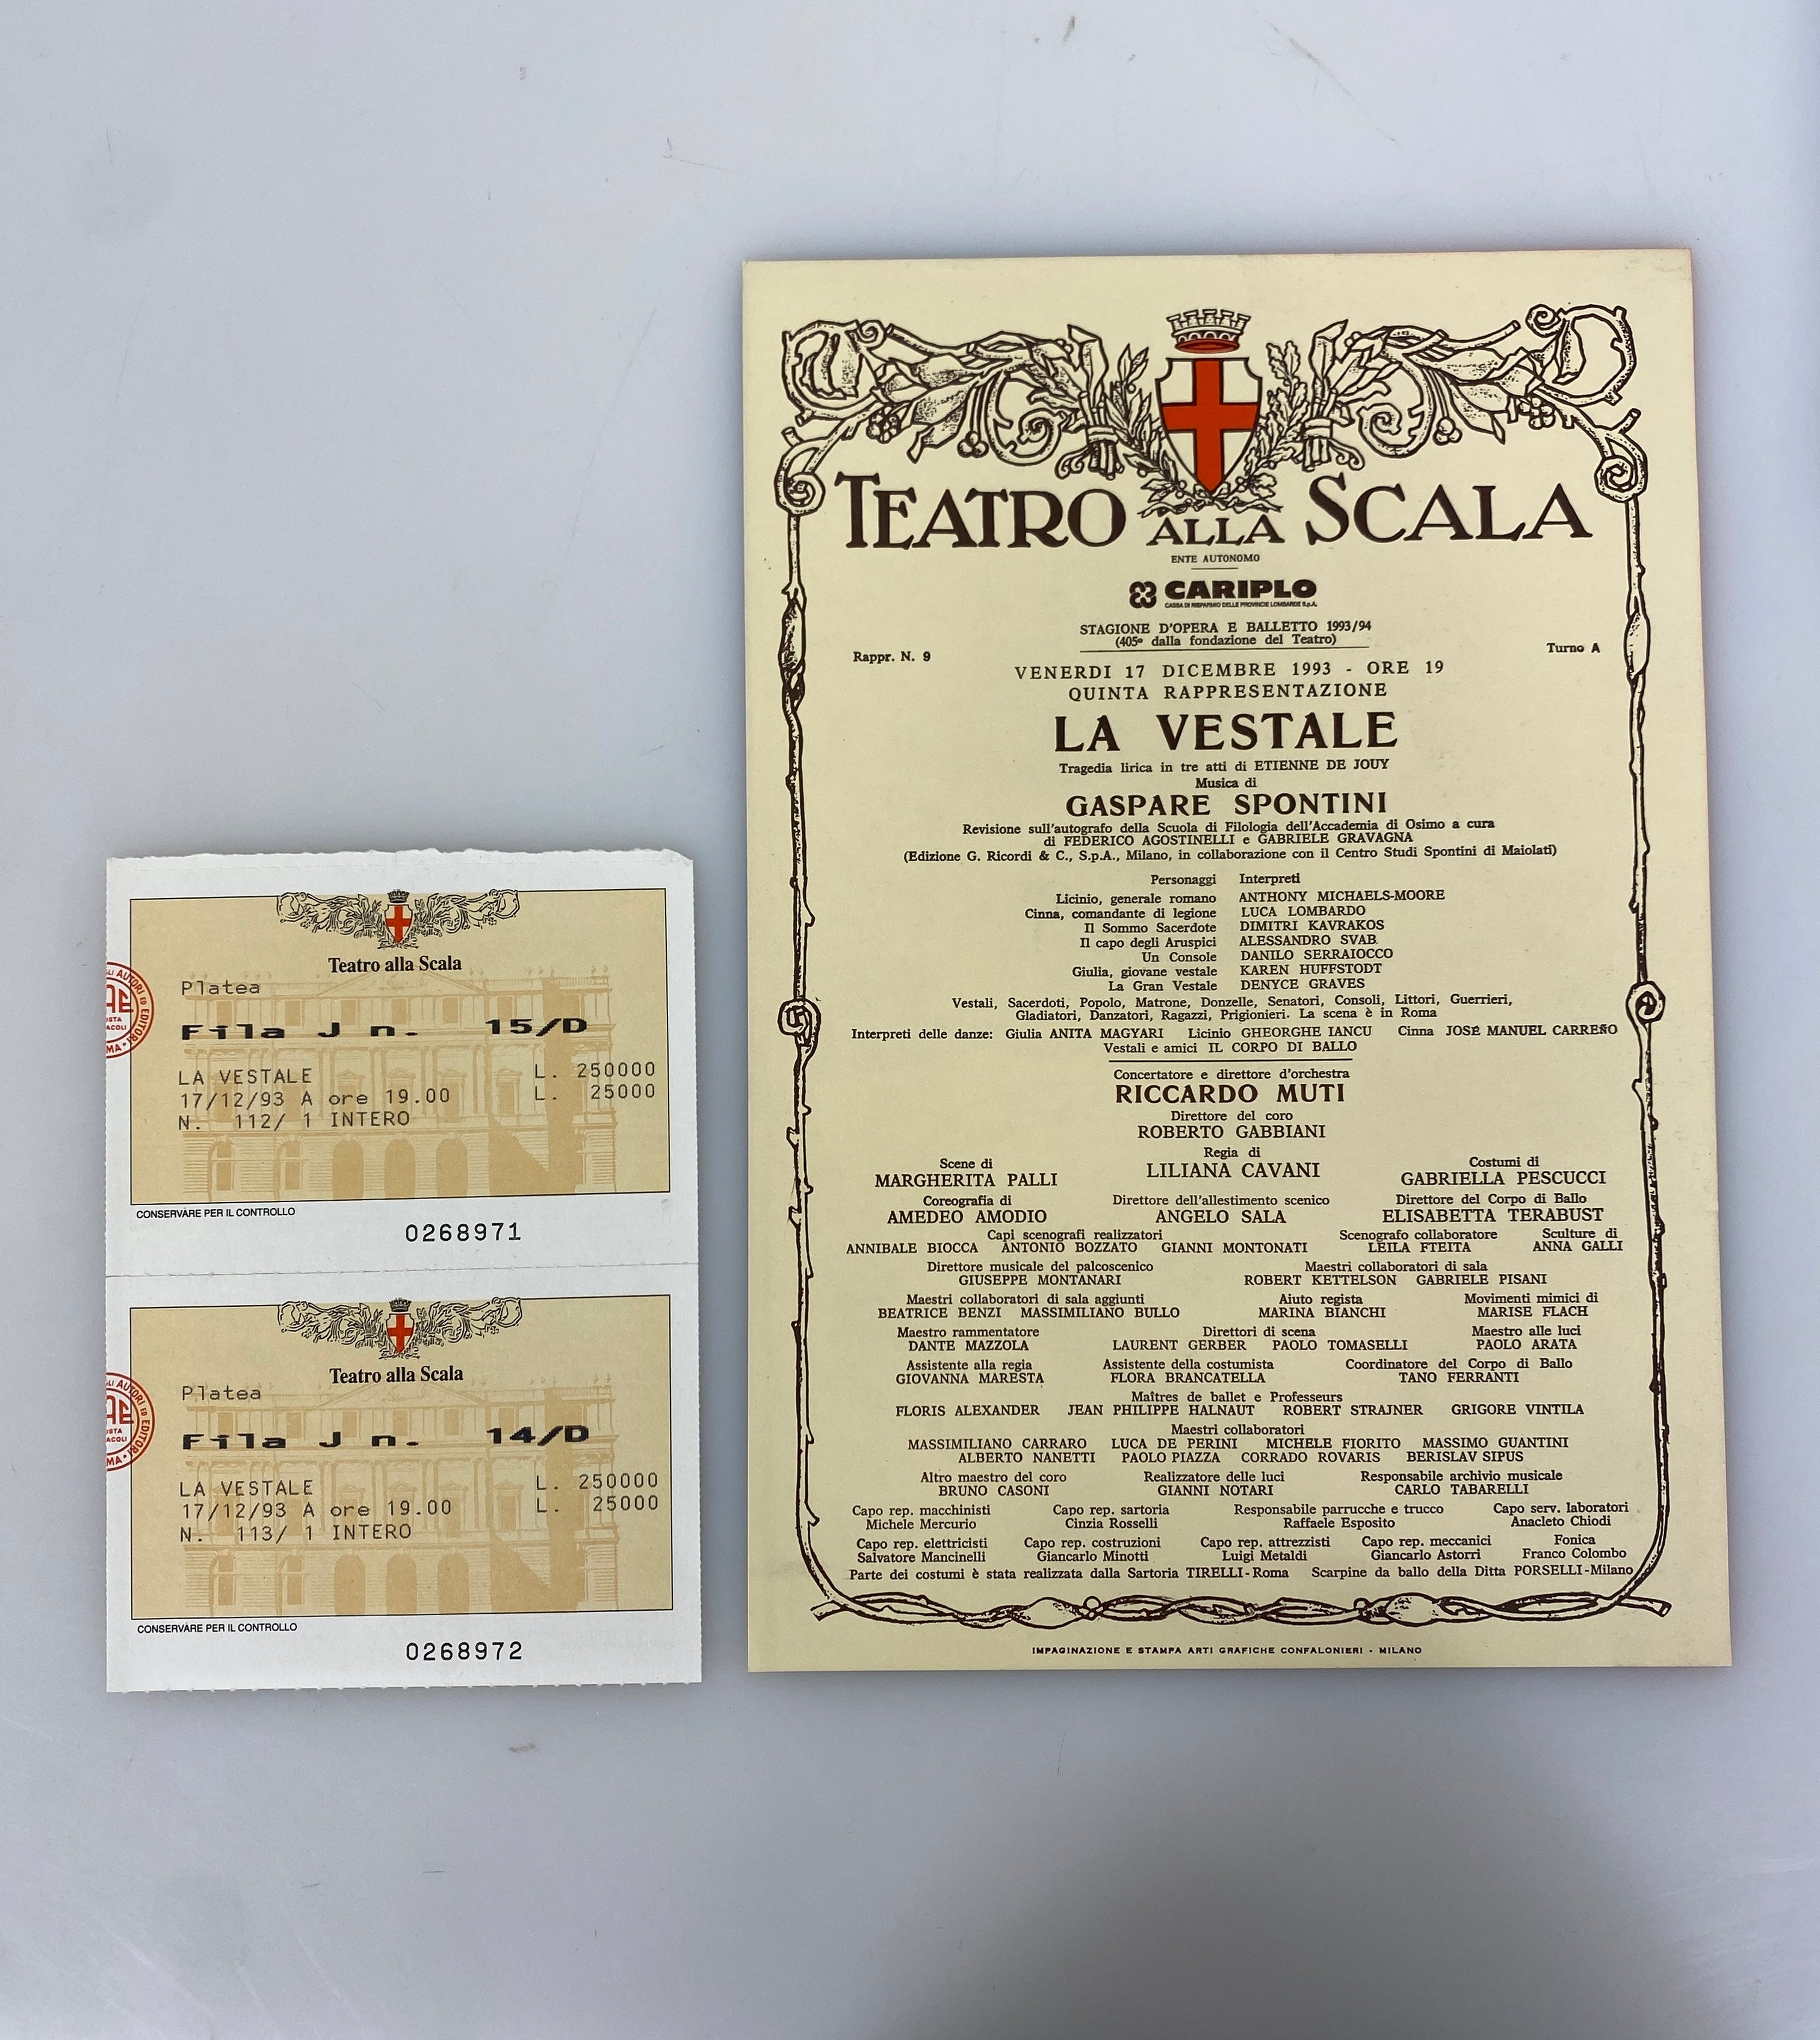 Teatro alla Scala
Platea
Fila J n. 15/D
LA VESTALE L. 250000
17/12/93 A ore 19.00 L. 25000
N. 112/ 1 INTERO
CONSERVARE PER IL CONTROLLO
0268971
AUTORI ED EDITORI
Teatro alla Scala
Platea
Fila J n. 14/D
LA VESTALE L. 250000
17/12/93 A ore 19.00 L. 25000
N. 113/ 1 INTERO
CONSERVARE PER IL CONTROLLO
0268972
AUTORI ED EDITORI
TEATRO ALLA SCALA
ENTE AUTONOMO
CARIPLO
CASSA DI RISPARMIO DELLE PROVINCIE LOMBARDE S.p.A.
STAGIONE D'OPERA E BALLETTO 1993/94
(405º dalla fondazione del Teatro)
Rappr. N. 9 Turno A
VENERDI 17 DICEMBRE 1993 - ORE 19
QUINTA RAPPRESENTAZIONE
LA VESTALE
Tragedia lirica in tre atti di ETIENNE DE JOUY
Musica di
GASPARE SPONTINI
Revisione sull'autografo della Scuola di Filologia dell'Accademia di Osimo a cura
di FEDERICO AGOSTINELLI e GABRIELE GRAVAGNA
(Edizione G. Ricordi & C., S.p.A., Milano, in collaborazione con il Centro Studi Spontini di Maiolati)
Personaggi Interpreti
Licinio, generale romano ANTHONY MICHAELS-MOORE
Cinna, comandante di legione LUCA LOMBARDO
Il Sommo Sacerdote DIMITRI KAVRAKOS
Il capo degli Aruspici ALESSANDRO SVAB
Un Console DANILO SERRAIOCCO
Giulia, giovane vestale KAREN HUFFSTODT
La Gran Vestale DENYCE GRAVES
Vestali, Sacerdoti, Popolo, Matrone, Donzelle, Senatori, Consoli, Littori, Guerrieri,
Gladiatori, Danzatori, Ragazzi, Prigionieri. La scena è in Roma
Interpreti delle danze: Giulia ANITA MAGYARI Licinio GHEORGHE IANCU Cinna JOSÉ MANUEL CARREÑO
Vestali e amici IL CORPO DI BALLO
Concertatore e direttore d'orchestra
RICCARDO MUTI
Direttore del coro
ROBERTO GABBIANI
Scene di Regia di Costumi di
MARGHERITA PALLI LILIANA CAVANI GABRIELLA PESCUCCI
Coreografia di Direttore dell'allestimento scenico Direttore del Corpo di Ballo
AMEDEO AMODIO ANGELO SALA ELISABETTA TERABUST
Capi scenografi realizzatori Scenografo collaboratore Sculture di
ANNIBALE BIOCCA ANTONIO BOZZATO GIANNI MONTONATI LEILA FTEITA ANNA GALLI
Direttore musicale del palcoscenico Maestri collaboratori di sala
GIUSEPPE MONTANARI ROBERT KETTELSON GABRIELE PISANI
Maestri collaboratori di sala aggiunti Aiuto regista Movimenti mimici di
BEATRICE BENZI MASSIMILIANO BULLO MARINA BIANCHI MARISE FLACH
Maestro rammentatore Direttori di scena Maestro alle luci
DANTE MAZZOLA LAURENT GERBER PAOLO TOMASELLI PAOLO ARATA
Assistente alla regia Assistente della costumista Coordinatore del Corpo di Ballo
GIOVANNA MARESTA FLORA BRANCATELLA TANO FERRANTI
Maîtres de ballet e Professeurs
FLORIS ALEXANDER JEAN PHILIPPE HALNAUT ROBERT STRAJNER GRIGORE VINTILA
Maestri collaboratori
MASSIMILIANO CARRARO LUCA DE PERINI MICHELE FIORITO MASSIMO GUANTINI
ALBERTO NANETTI PAOLO PIAZZA CORRADO ROVARIS BERISLAV SIPUS
Altro maestro del coro Realizzatore delle luci Responsabile archivio musicale
BRUNO CASONI GIANNI NOTARI CARLO TABARELLI
Capo rep. macchinisti Capo rep. sartoria Responsabile parrucche e trucco Capo serv. laboratori
Michele Mercurio Cinzia Rosselli Raffaele Esposito Anacleto Chiodi
Capo rep. elettricisti Capo rep. costruzioni Capo rep. attrezzisti Capo rep. meccanici Fonica
Salvatore Mancinelli Giancarlo Minotti Luigi Metaldi Giancarlo Astorri Franco Colombo
Parte dei costumi è stata realizzata dalla Sartoria TIRELLI-Roma Scarpine da ballo della Ditta PORSELLI-Milano
IMPAGINAZIONE E STAMPA ARTI GRAFICHE CONFALONIERI - MILANO